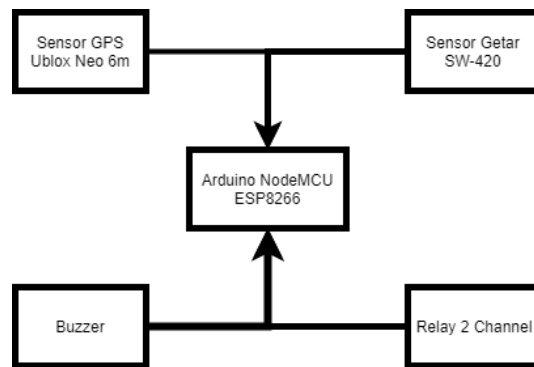 Sensor GPS
Ublox Neo 6m
Sensor Getar
SW-420
Arduino NodeMCU
ESP8266
Buzzer
Relay 2 Channel